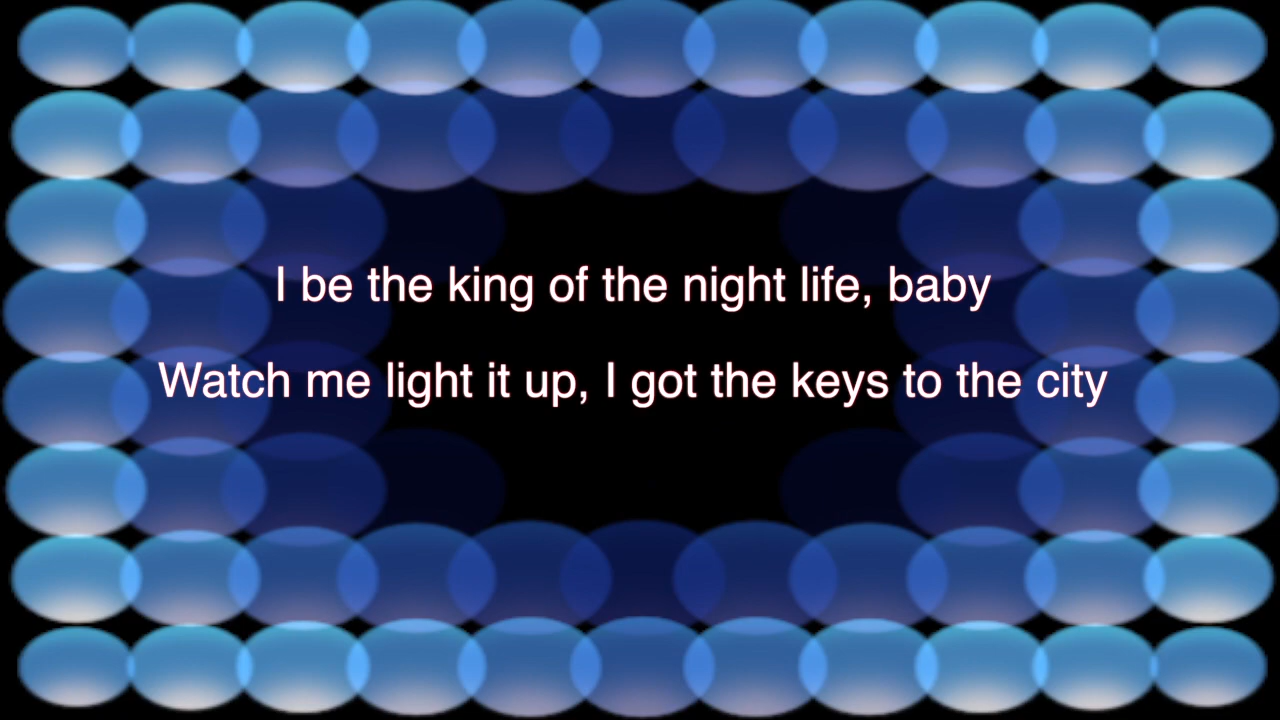 I be the king of the night life, baby
Watch me light it up, I got the keys to the city